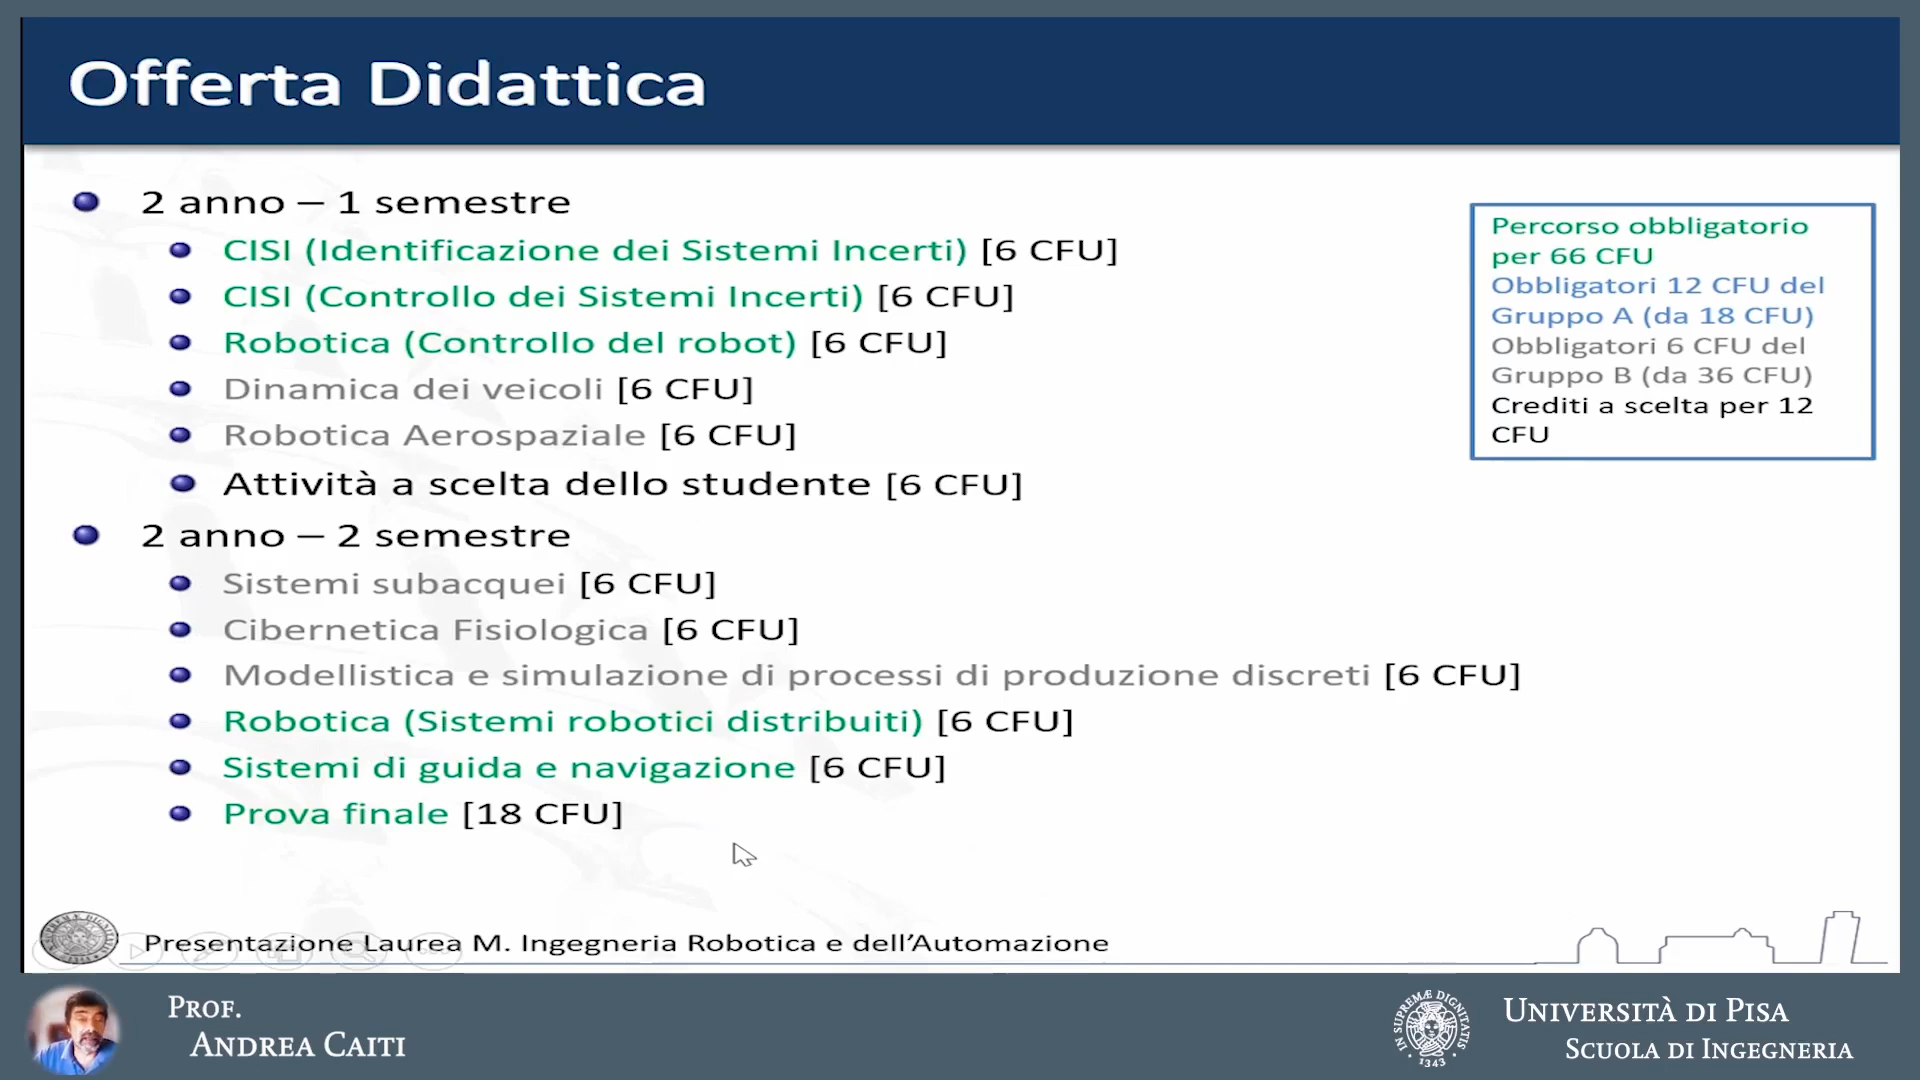 Offerta Didattica
2 anno – 1 semestre
CISI (Identificazione dei Sistemi Incerti) [6 CFU]
CISI (Controllo dei Sistemi Incerti) [6 CFU]
Robotica (Controllo del robot) [6 CFU]
Dinamica dei veicoli [6 CFU]
Robotica Aerospaziale [6 CFU]
Attività a scelta dello studente [6 CFU]
2 anno – 2 semestre
Sistemi subacquei [6 CFU]
Cibernetica Fisiologica [6 CFU]
Modellistica e simulazione di processi di produzione discreti [6 CFU]
Robotica (Sistemi robotici distribuiti) [6 CFU]
Sistemi di guida e navigazione [6 CFU]
Prova finale [18 CFU]
Percorso obbligatorio
per 66 CFU
Obbligatori 12 CFU del
Gruppo A (da 18 CFU)
Obbligatori 6 CFU del
Gruppo B (da 36 CFU)
Crediti a scelta per 12
CFU
Presentazione Laurea M. Ingegneria Robotica e dell'Automazione
PROF.
ANDREA CAITI
IN SUPREMÆ DIGNITATIS
1343
UNIVERSITÀ DI PISA
SCUOLA DI INGEGNERIA